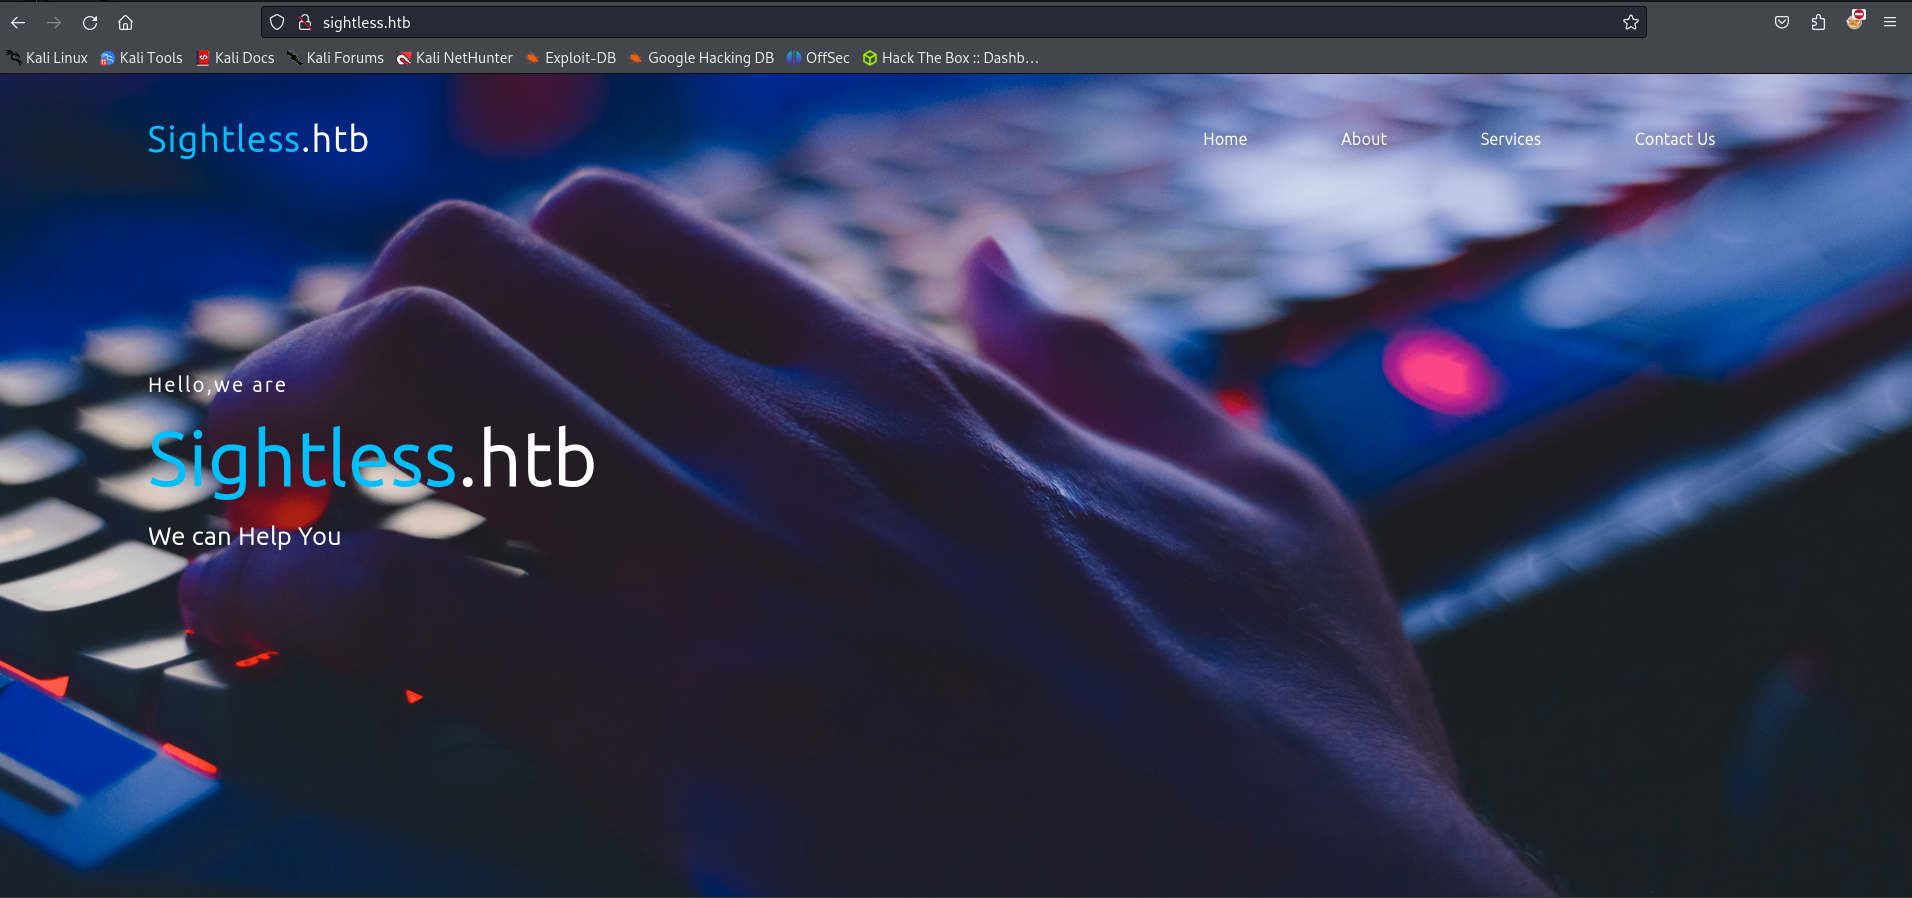 sightless.htb
Kali Linux Kali Tools Kali Docs Kali Forums Kali NetHunter Exploit-DB Google Hacking DB OffSec Hack The Box :: Dashb…
Sightless.htb Home About Services Contact Us
Hello,we are
Sightless.htb
We can Help You